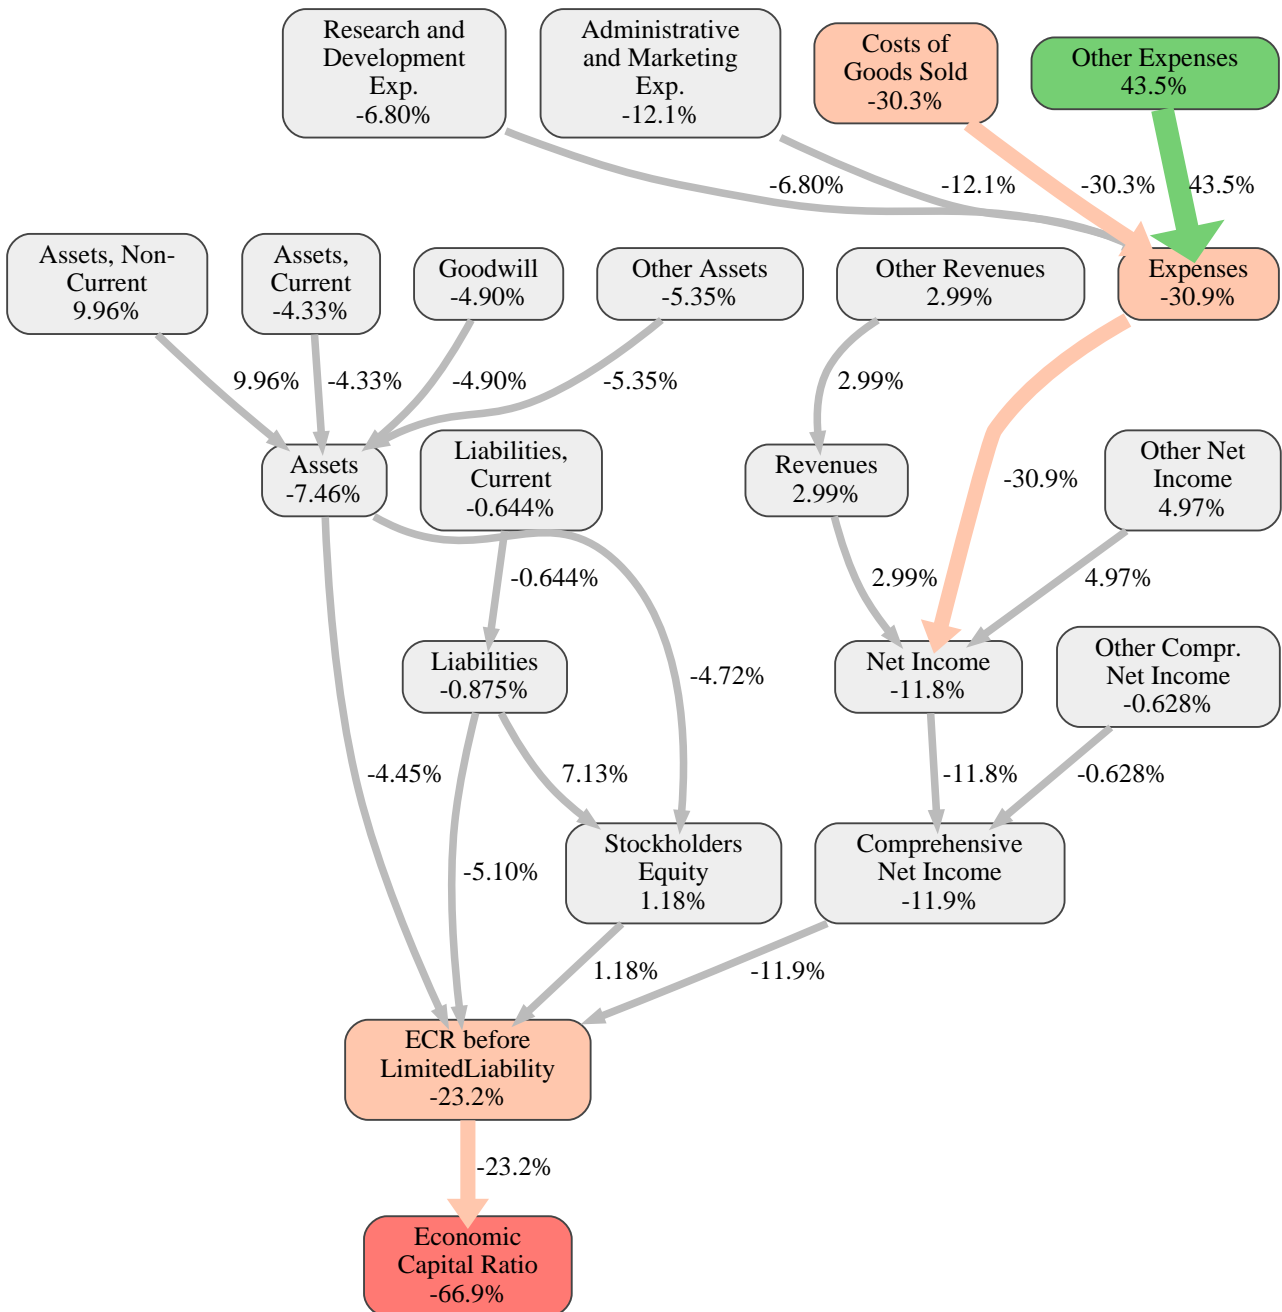 Research and
Development
Exp.
-6.80%
Administrative
and Marketing
Exp.
-12.1%
Costs of
Goods Sold
-30.3%
Other Expenses
43.5%
-6.80%
-12.1%
-30.3%
43.5%
Assets, Non-
Current
9.96%
Assets,
Current
-4.33%
Goodwill
-4.90%
Other Assets
-5.35%
Other Revenues
2.99%
Expenses
-30.9%
9.96%
-4.33%
-4.90%
-5.35%
2.99%
-30.9%
Assets
-7.46%
Liabilities,
Current
-0.644%
Revenues
2.99%
Other Net
Income
4.97%
-0.644%
2.99%
4.97%
Liabilities
-0.875%
-4.72%
Net Income
-11.8%
Other Compr.
Net Income
-0.628%
-4.45%
7.13%
-11.8%
-0.628%
-5.10%
Stockholders
Equity
1.18%
Comprehensive
Net Income
-11.9%
1.18%
-11.9%
ECR before
LimitedLiability
-23.2%
-23.2%
Economic
Capital Ratio
-66.9%